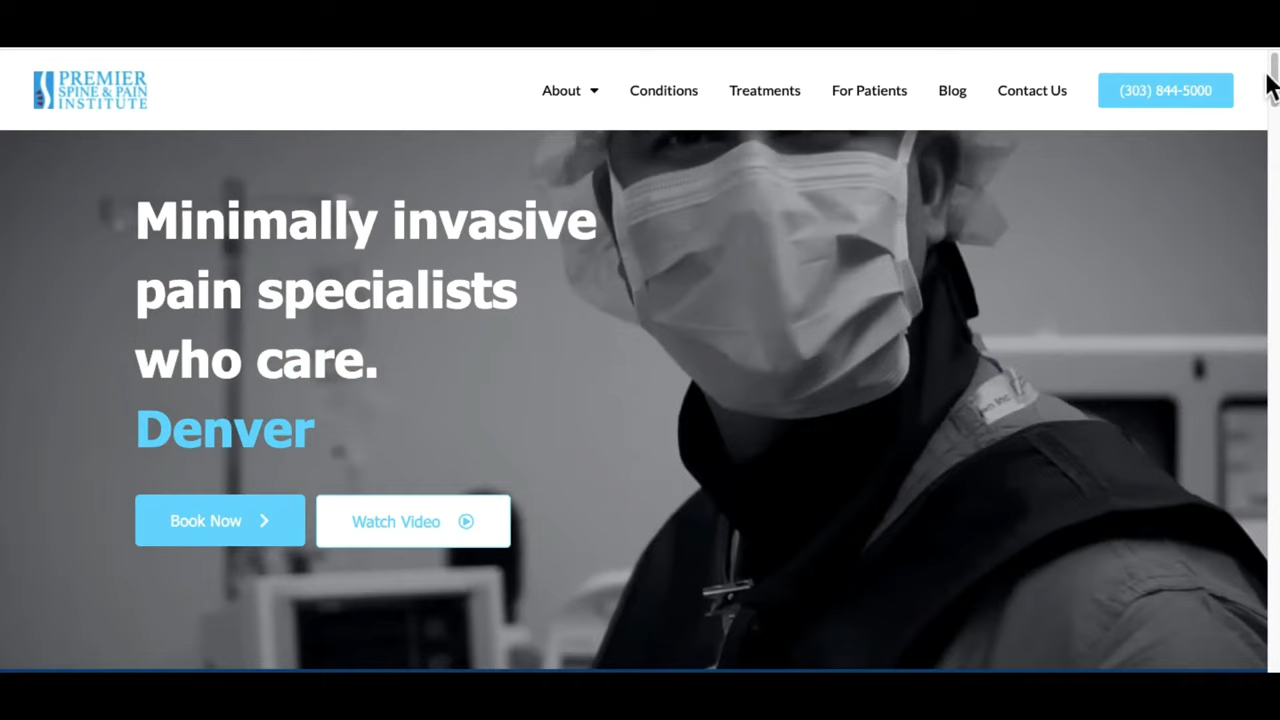 PREMIER
SPINE & PAIN
INSTITUTE
About
Conditions
Treatments
For Patients
Blog
Contact Us
(303) 844-5000
Minimally invasive
pain specialists
who care.
Denver
Book Now
Watch Video